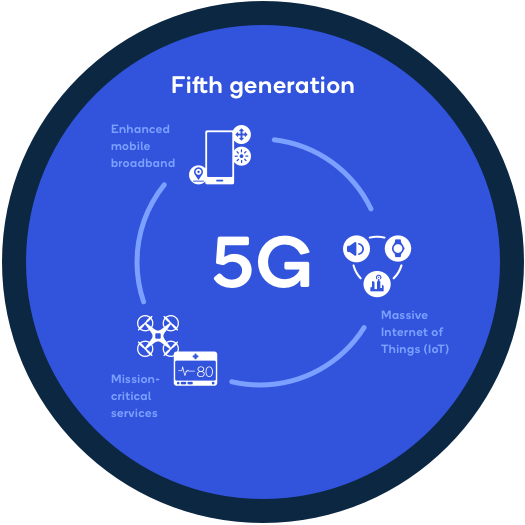 Fifth generation
Enhanced
mobile
broadband
5G
Massive
Internet of
Things (IoT)
80
Mission-
critical
services